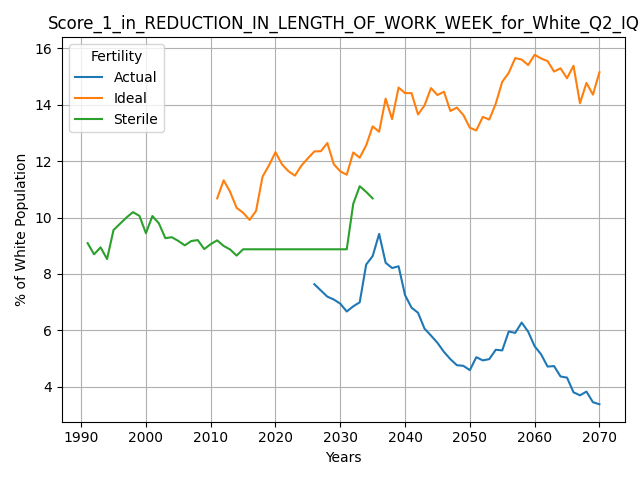 Score_1_in_REDUCTION_IN_LENGTH_OF_WORK_WEEK_for_White_Q2_IQ
Fertility
Actual
Ideal
Sterile
16
14
12
10
8
6
4
% of White Population
1990 2000 2010 2020 2030 2040 2050 2060 2070
Years